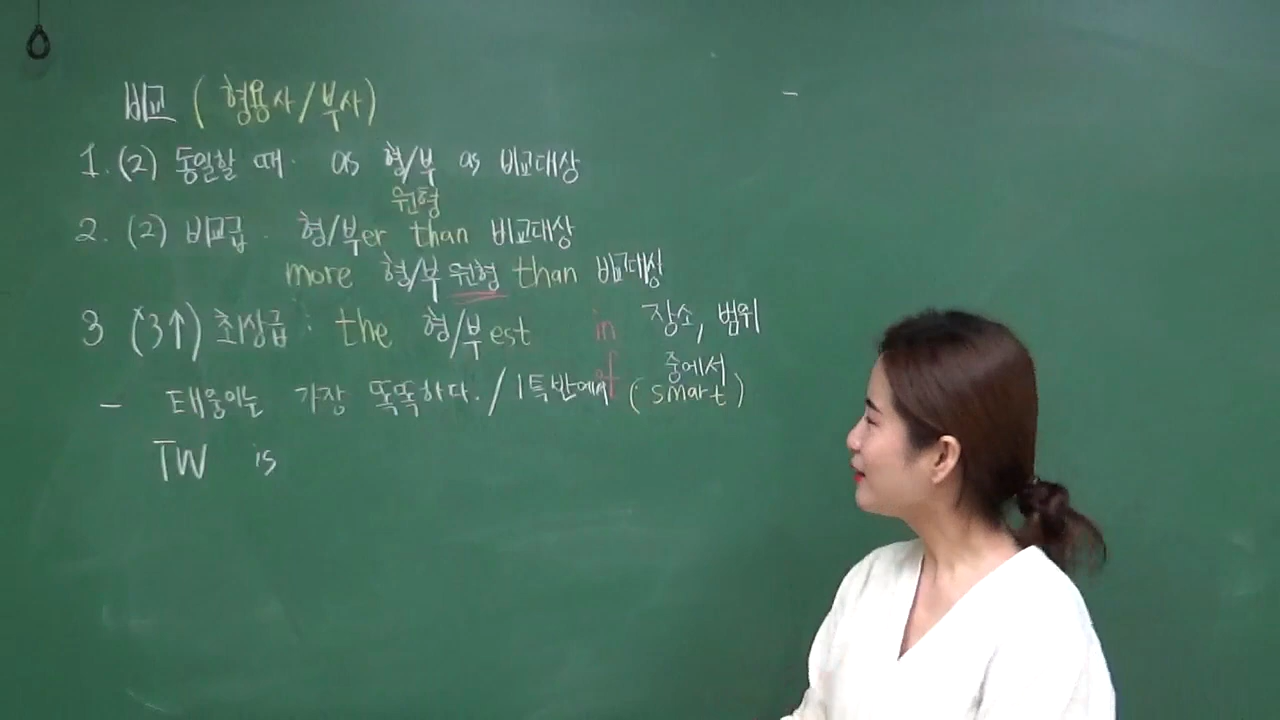 비교 ( 형용사/부사)
1. (2) 동일할 때. as 형/부 as 비교대상
원형
2. (2) 비교급. 형/부er than 비교대상
more 형/부 원형 than 비교대상
3 (3↑) 최상급 : the 형/부est in 장소, 범위
of 중에서
- 태웅이는 가장 똑똑하다. / 1특반에서 (smart)
TW is
-